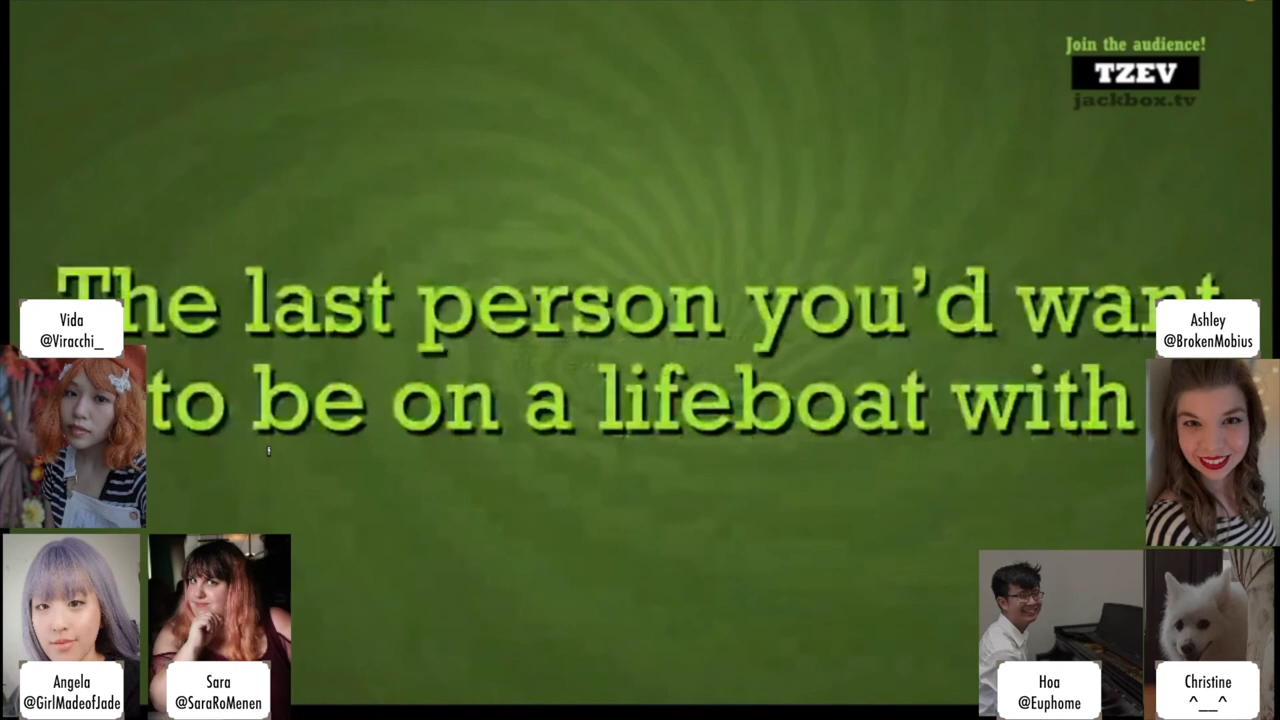 Join the audience!
TZEV
jackbox.tv
The last person you'd want
to be on a lifeboat with
Vida
@Viracchi_
Ashley
@BrokenMobius
Angela
@GirlMadeofJade
Sara
@SaraRoMenen
Hoa
@Euphome
Christine
^__^